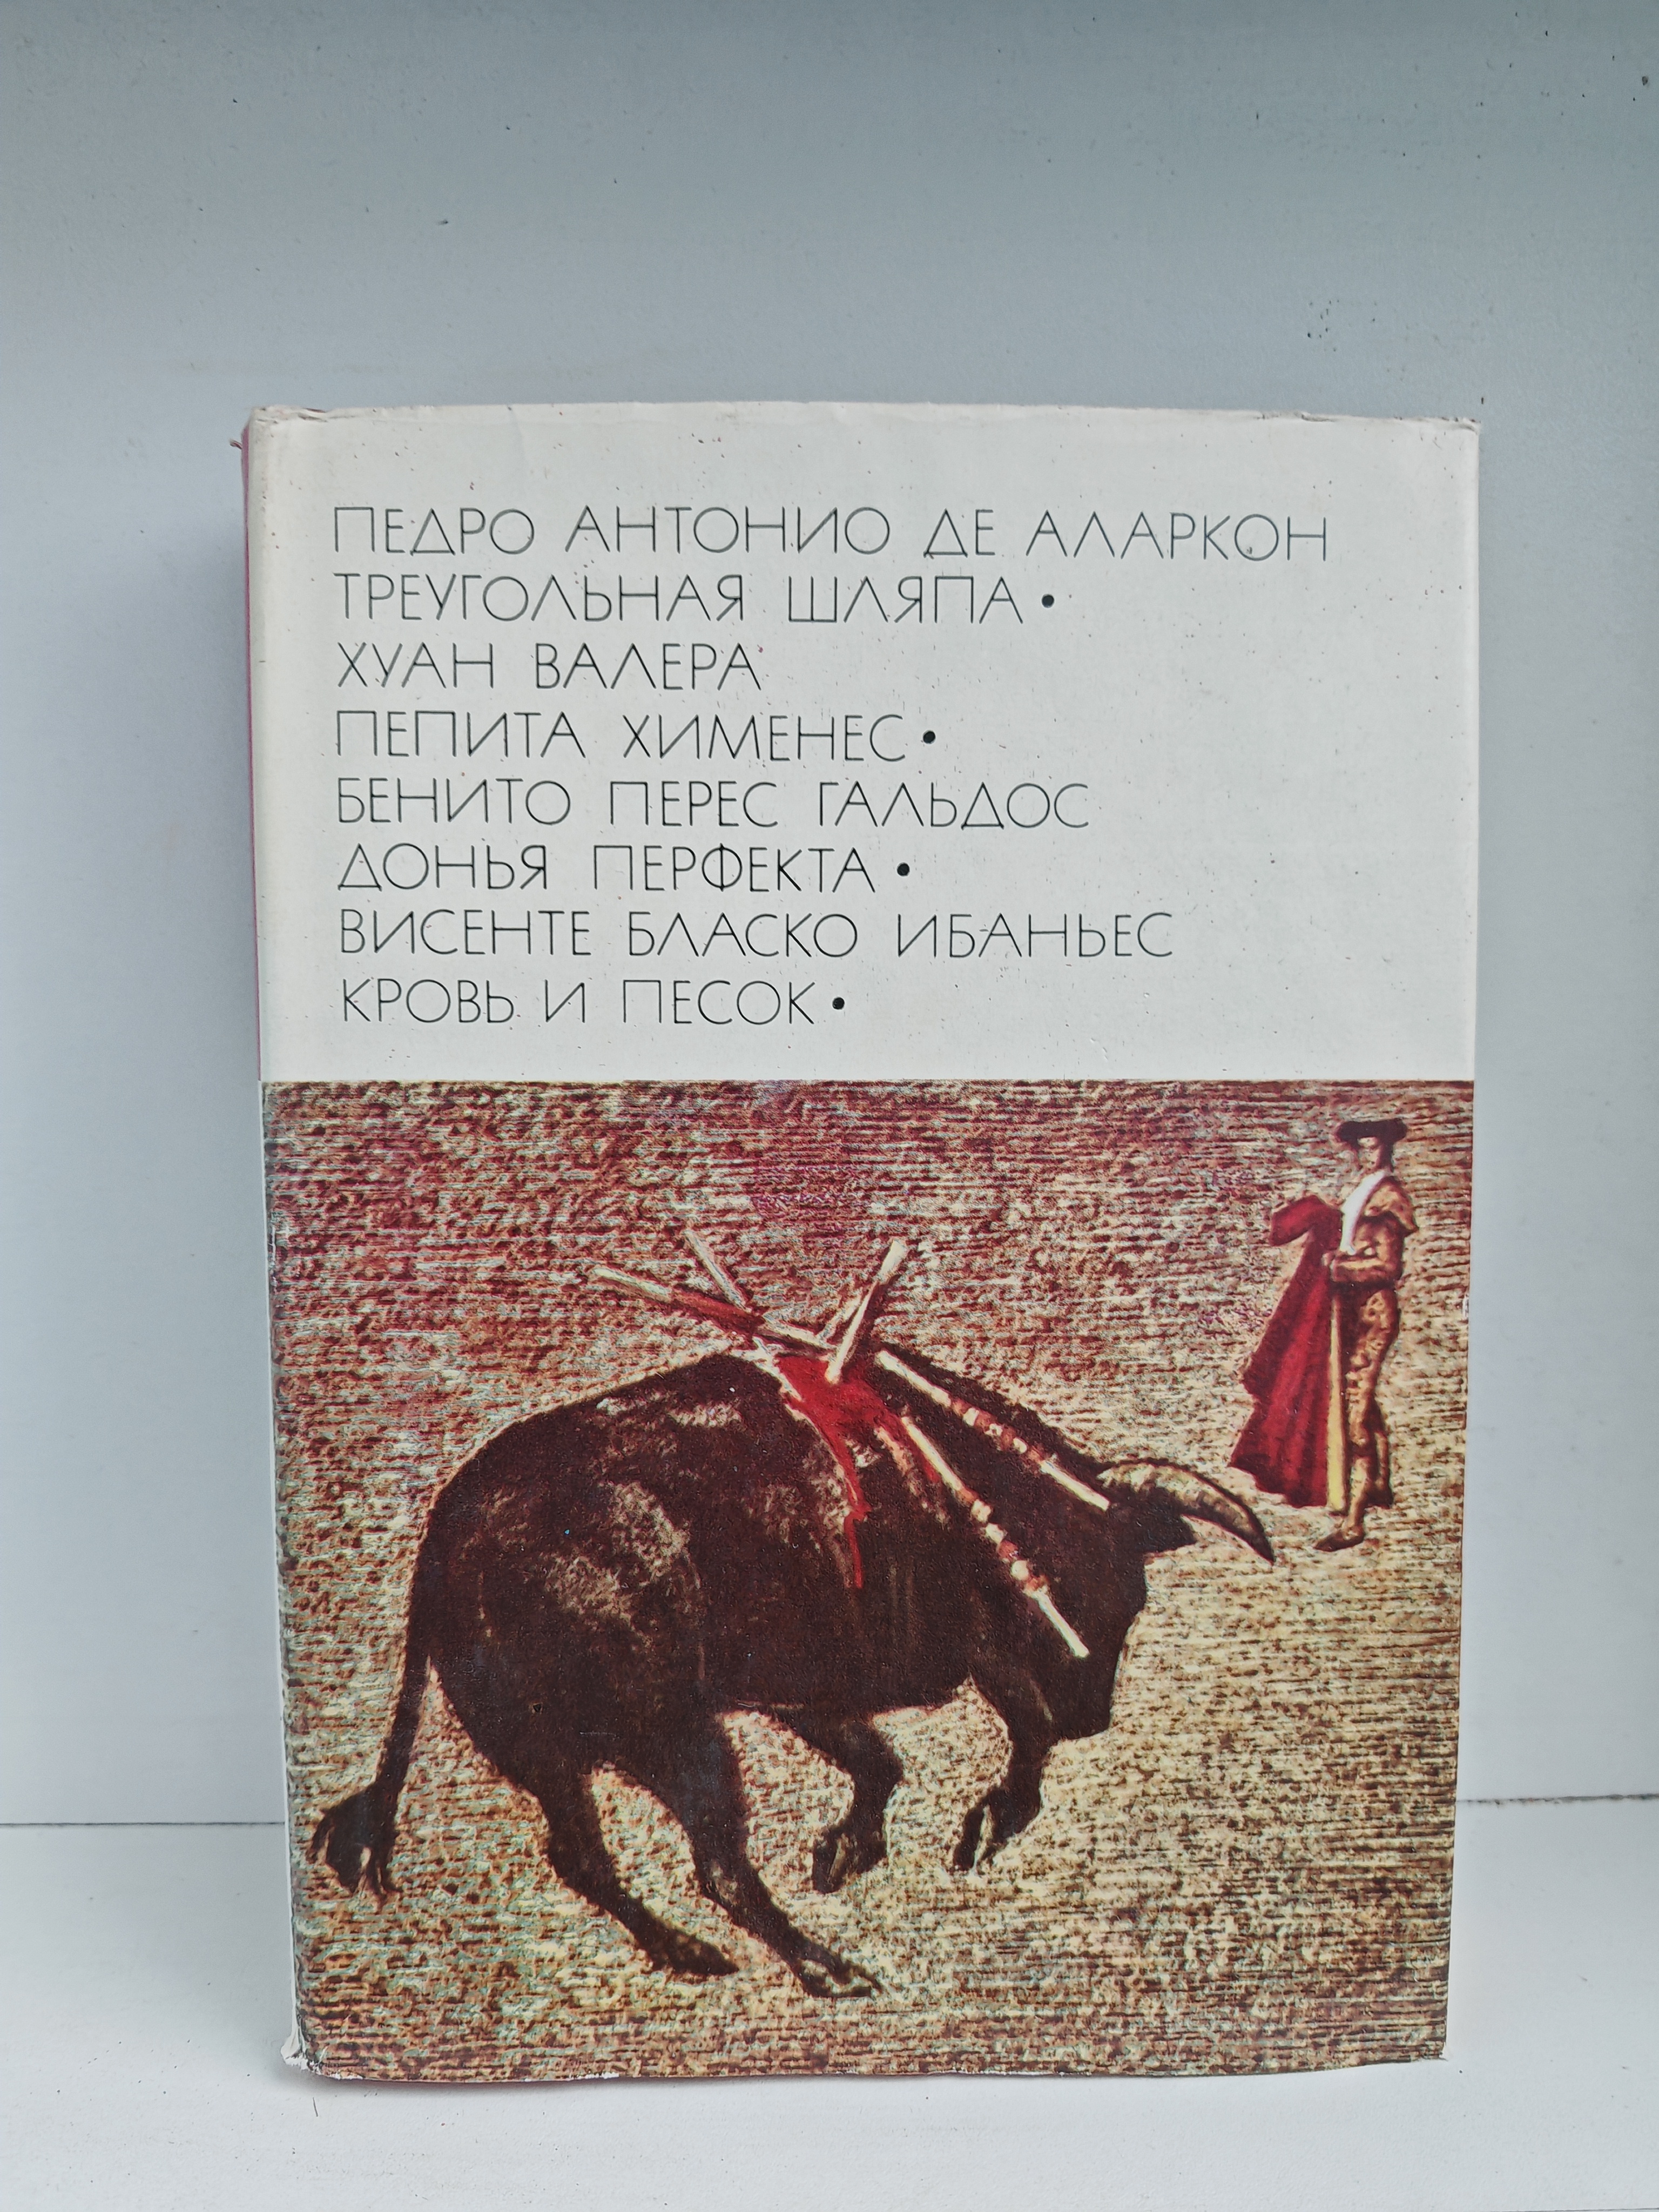 ПЕДРО АНТОНИО ДЕ АЛАРКОН
ТРЕУГОЛЬНАЯ ШЛЯПА •
ХУАН ВАЛЕРА
ПЕПИТА ХИМЕНЕС •
БЕНИТО ПЕРЕС ГАЛЬДОС
ДОНЬЯ ПЕРФЕКТА •
ВИСЕНТЕ БЛАСКО ИБАНЬЕС
КРОВЬ И ПЕСОК •